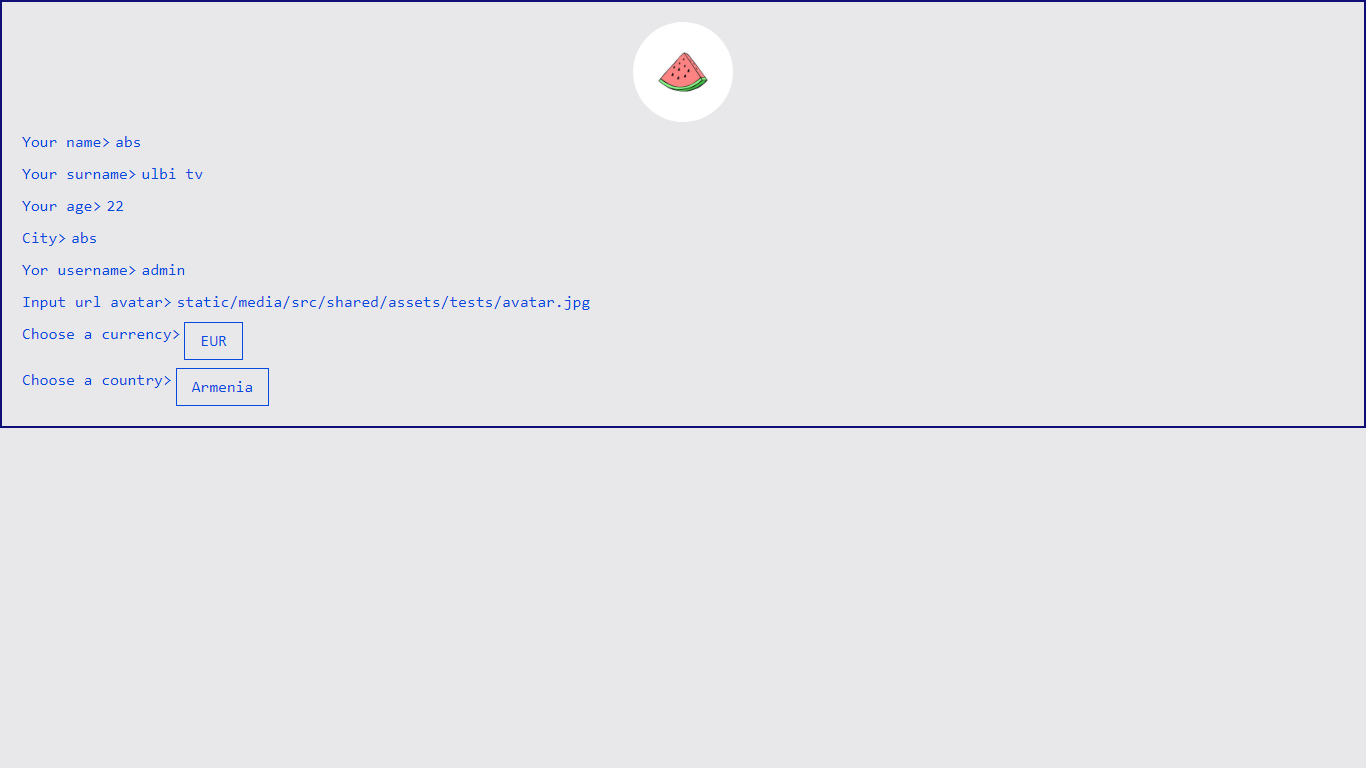 Your name> abs
Your surname> ulbi tv
Your age> 22
City> abs
Yor username> admin
Input url avatar> static/media/src/shared/assets/tests/avatar.jpg
Choose a currency> EUR
Choose a country> Armenia